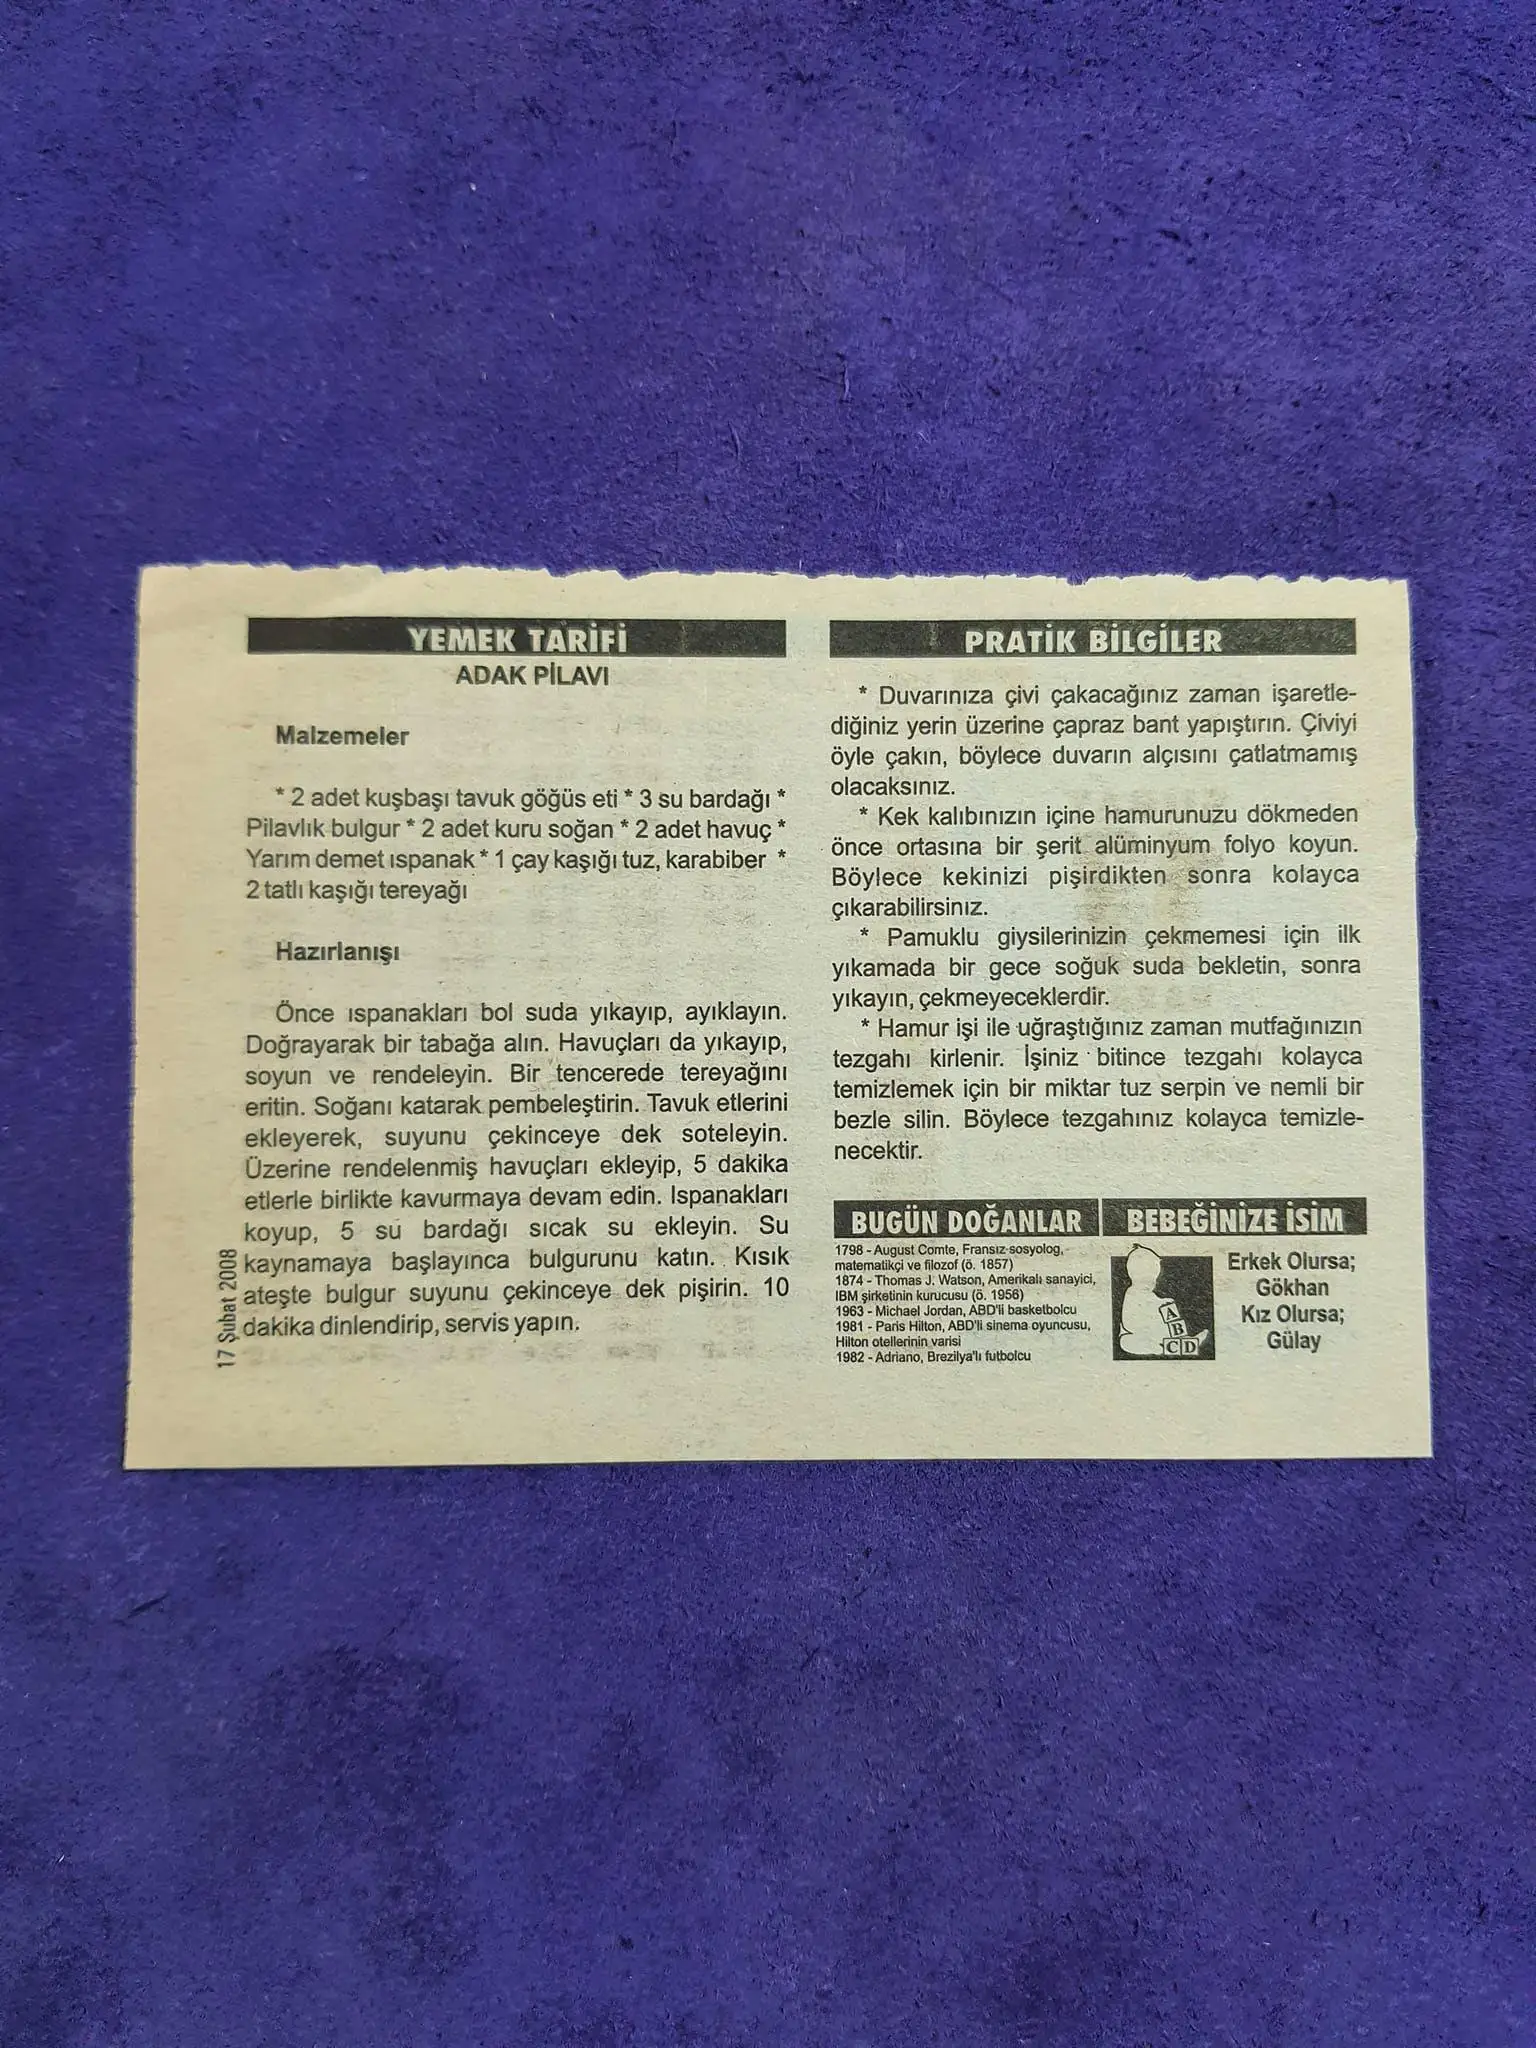 YEMEK TARİFİ
ADAK PİLAVI
Malzemeler
* 2 adet kuşbaşı tavuk göğüs eti * 3 su bardağı *
Pilavlık bulgur * 2 adet kuru soğan * 2 adet havuç *
Yarım demet ıspanak * 1 çay kaşığı tuz, karabiber *
2 tatlı kaşığı tereyağı
Hazırlanışı
Önce ıspanakları bol suda yıkayıp, ayıklayın.
Doğrayarak bir tabağa alın. Havuçları da yıkayıp,
soyun ve rendeleyin. Bir tencerede tereyağını
eritin. Soğanı katarak pembeleştirin. Tavuk etlerini
ekleyerek, suyunu çekinceye dek soteleyin.
Üzerine rendelenmiş havuçları ekleyip, 5 dakika
etlerle birlikte kavurmaya devam edin. Ispanakları
koyup, 5 su bardağı sıcak su ekleyin. Su
kaynamaya başlayınca bulgurunu katın. Kısık
ateşte bulgur suyunu çekinceye dek pişirin. 10
dakika dinlendirip, servis yapın.
17 Şubat 2008
PRATİK BİLGİLER
* Duvarınıza çivi çakacağınız zaman işaretle-
diğiniz yerin üzerine çapraz bant yapıştırın. Çiviyi
öyle çakın, böylece duvarın alçısını çatlatmamış
olacaksınız.
* Kek kalıbınızın içine hamurunuzu dökmeden
önce ortasına bir şerit alüminyum folyo koyun.
Böylece kekinizi pişirdikten sonra kolayca
çıkarabilirsiniz.
* Pamuklu giysilerinizin çekmemesi için ilk
yıkamada bir gece soğuk suda bekletin, sonra
yıkayın, çekmeyeceklerdir.
* Hamur işi ile uğraştığınız zaman mutfağınızın
tezgahı kirlenir. İşiniz bitince tezgahı kolayca
temizlemek için bir miktar tuz serpin ve nemli bir
bezle silin. Böylece tezgahınız kolayca temizle-
necektir.
BUGÜN DOĞANLAR
1798 - August Comte, Fransız sosyolog,
matematikçi ve filozof (ö. 1857)
1874 - Thomas J. Watson, Amerikalı sanayici,
IBM şirketinin kurucusu (ö. 1956)
1963 - Michael Jordan, ABD'li basketbolcu
1981 - Paris Hilton, ABD'li sinema oyuncusu,
Hilton otellerinin varisi
1982 - Adriano, Brezilya'lı futbolcu
BEBEĞİNİZE İSİM
A
B
C D
Erkek Olursa;
Gökhan
Kız Olursa;
Gülay